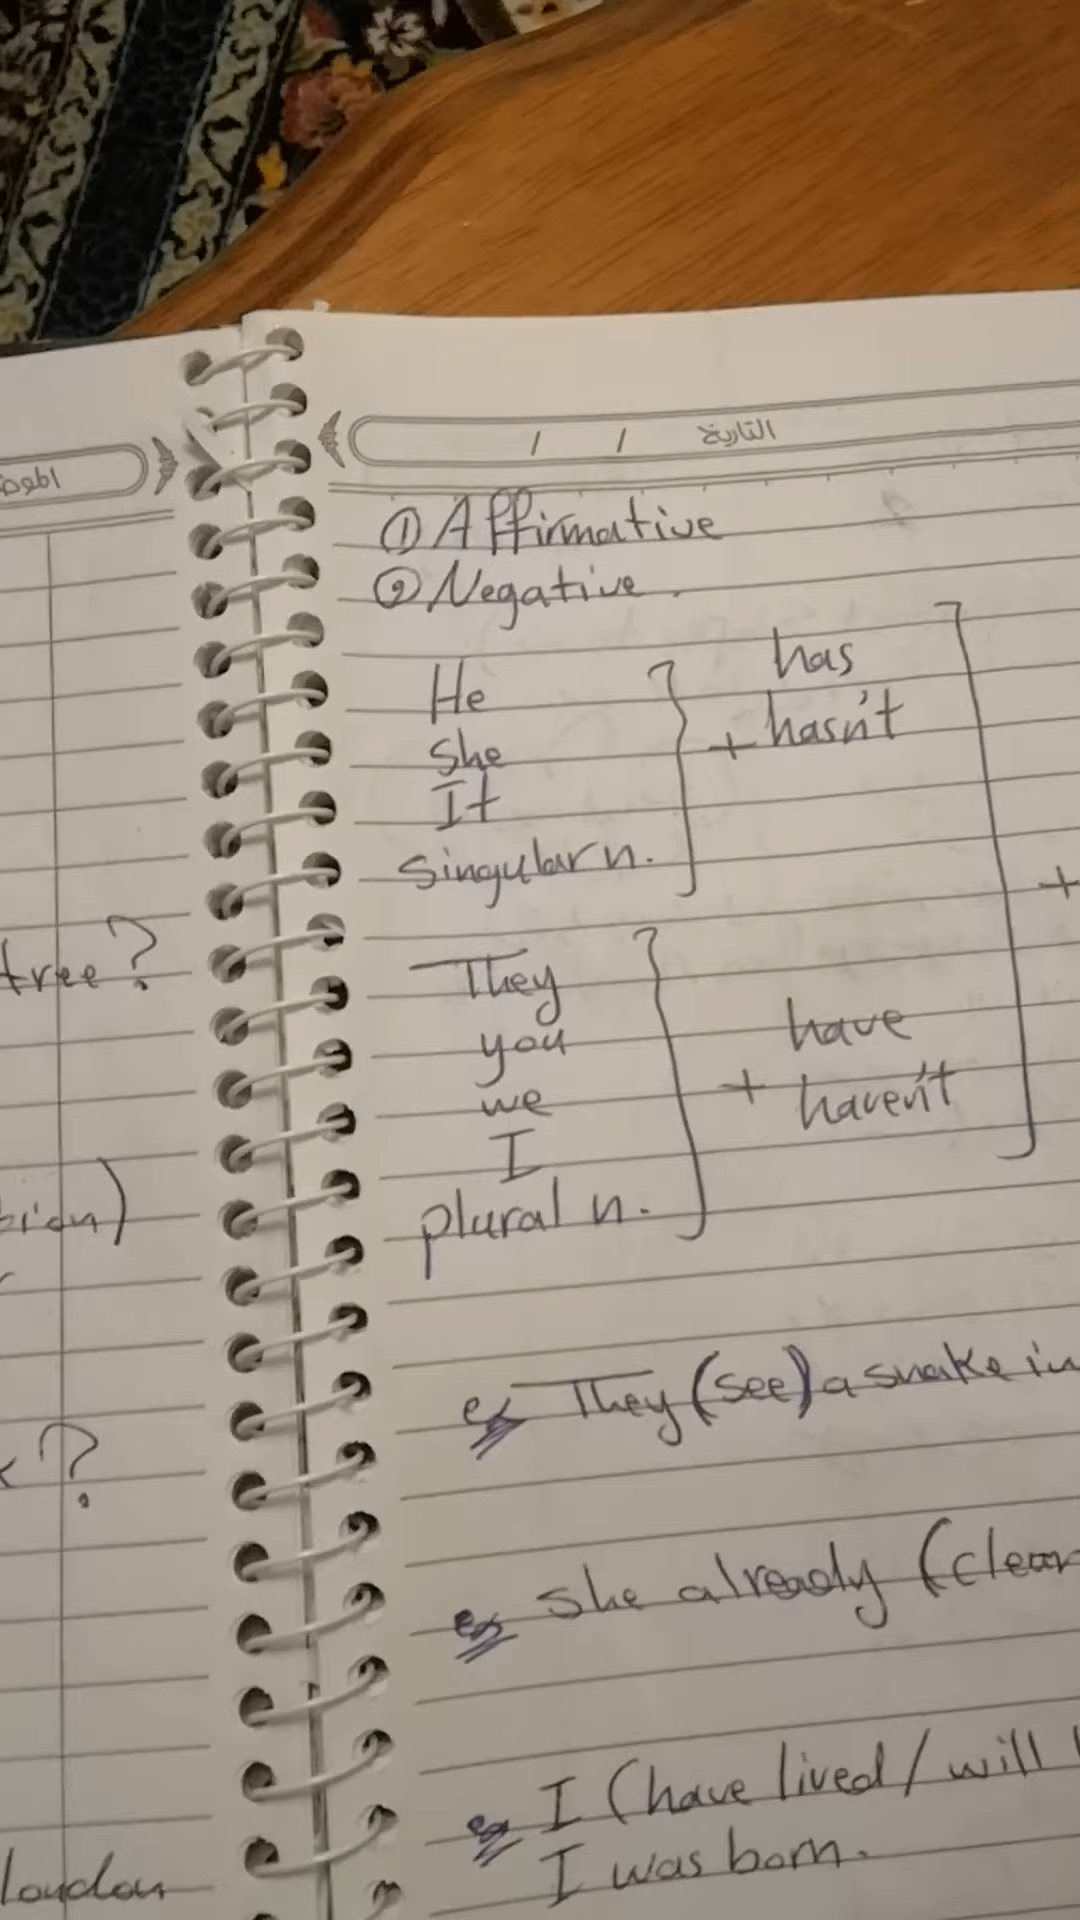 التاريخ / /
① Affirmative
② Negative.
He
she
It
singular n.
+ has
hasn't
They
you
we
I
plural n.
+ have
haven't
+
ex They (see) a snake in
ex she already (clean
ex I (have lived / will
I was born.
tree?
?
london